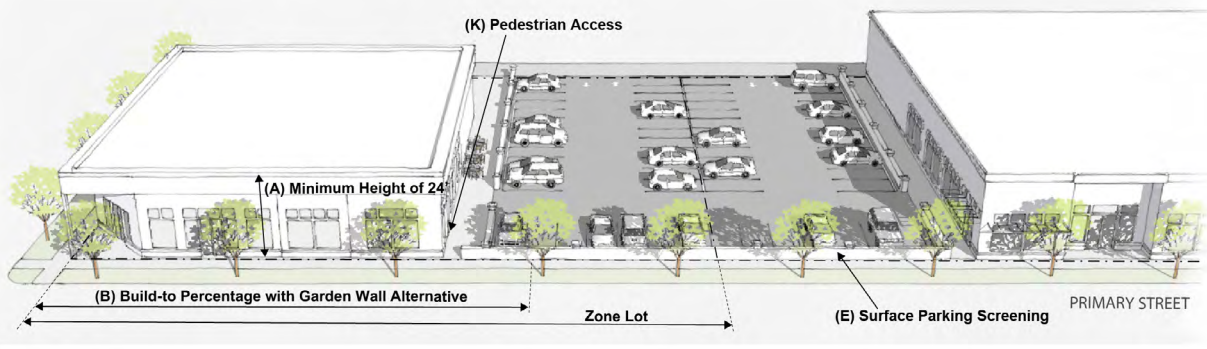 (K) Pedestrian Access
(A) Minimum Height of 24'
(B) Build-to Percentage with Garden Wall Alternative
PRIMARY STREET
Zone Lot
(E) Surface Parking Screening